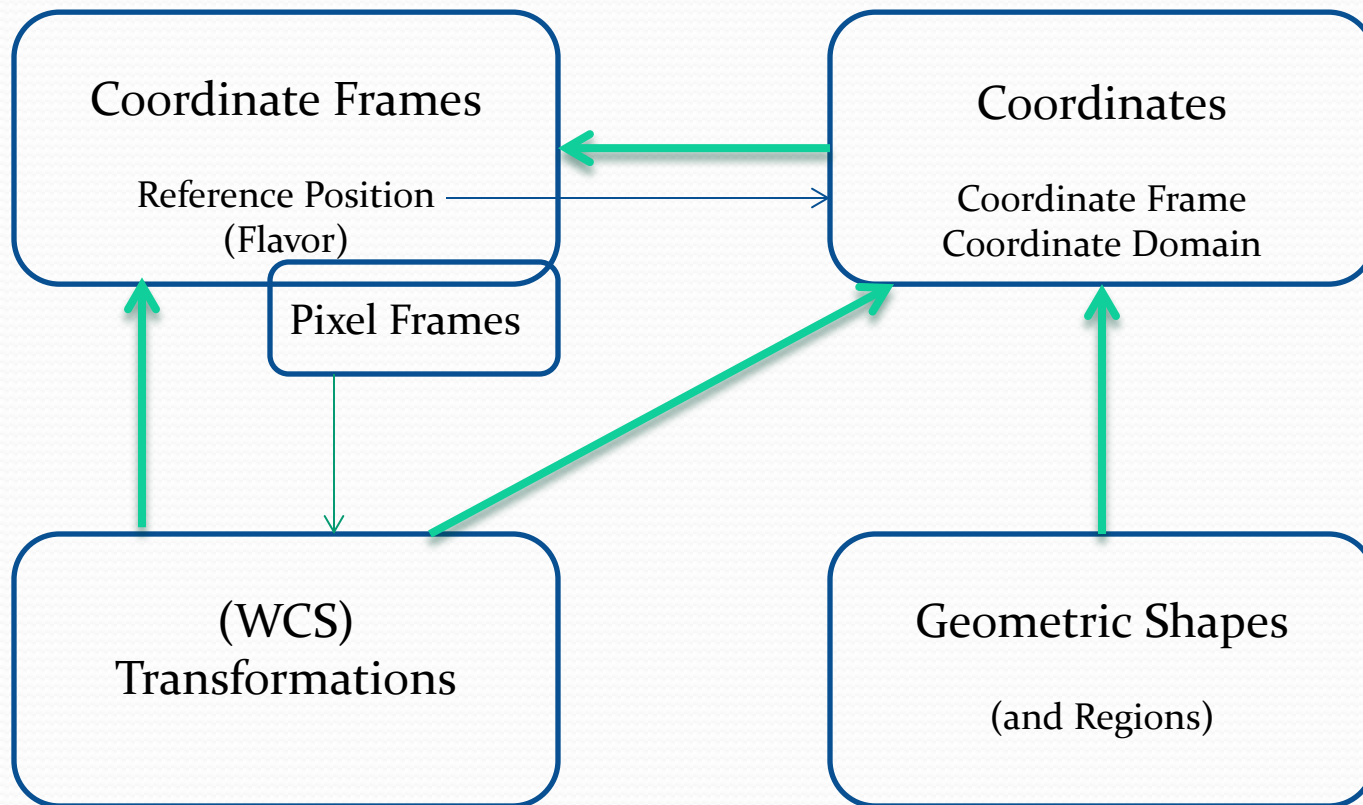 Coordinate Frames
Reference Position
(Flavor)
Pixel Frames
Coordinates
Coordinate Frame
Coordinate Domain
(WCS)
Transformations
Geometric Shapes
(and Regions)